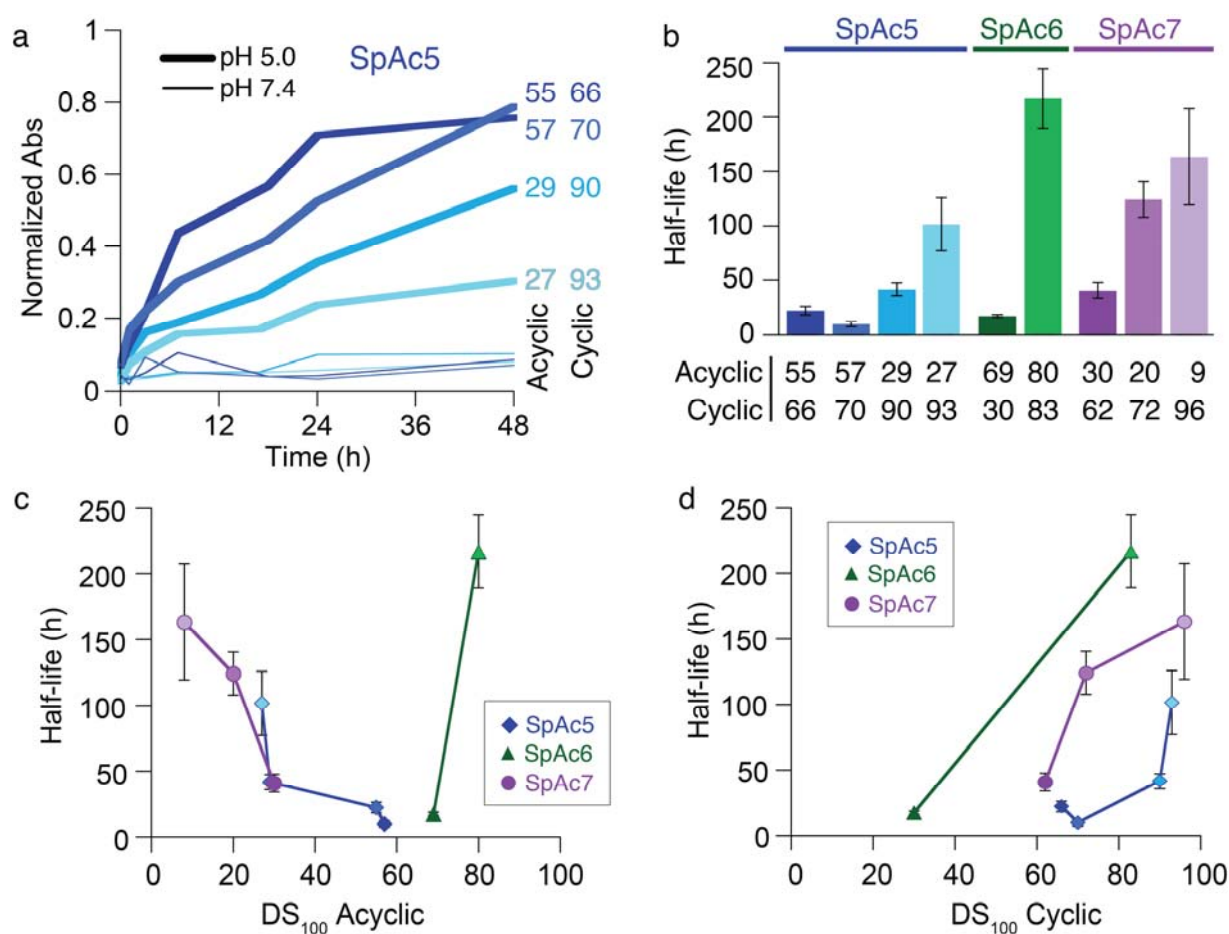 a
1
0.8
0.6
0.4
0.2
0
Normalized Abs
pH 5.0
pH 7.4
SpAc5
55 66
57 70
29 90
27 93
Acyclic
Cyclic
0 12 24 36 48
Time (h)
b
SpAc5 SpAc6 SpAc7
250
200
150
100
50
0
Half-life (h)
Acyclic 55 57 29 27 69 80 30 20 9
Cyclic 66 70 90 93 30 83 62 72 96
c
250
200
150
100
50
0
Half-life (h)
SpAc5
SpAc6
SpAc7
0 20 40 60 80 100
DS100 Acyclic
d
250
200
150
100
50
0
Half-life (h)
SpAc5
SpAc6
SpAc7
0 20 40 60 80 100
DS100 Cyclic